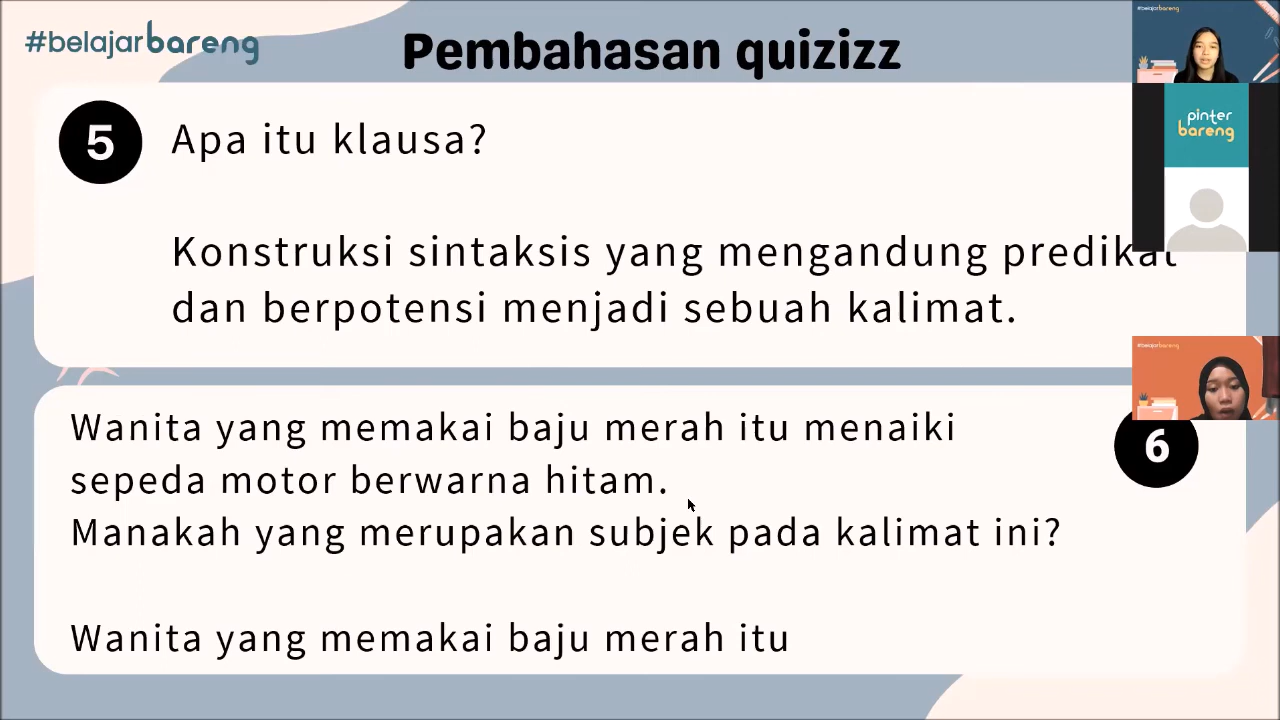 #belajarbareng
Pembahasan quizizz
5
Apa itu klausa?
Konstruksi sintaksis yang mengandung predikat
dan berpotensi menjadi sebuah kalimat.
#belajarbareng
pinter
bareng
#belajarbareng
Wanita yang memakai baju merah itu menaiki
sepeda motor berwarna hitam.
Manakah yang merupakan subjek pada kalimat ini?
6
Wanita yang memakai baju merah itu